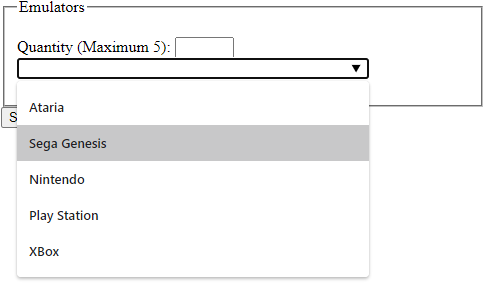 Emulators
Quantity (Maximum 5):
Ataria
Sega Genesis
Nintendo
Play Station
XBox